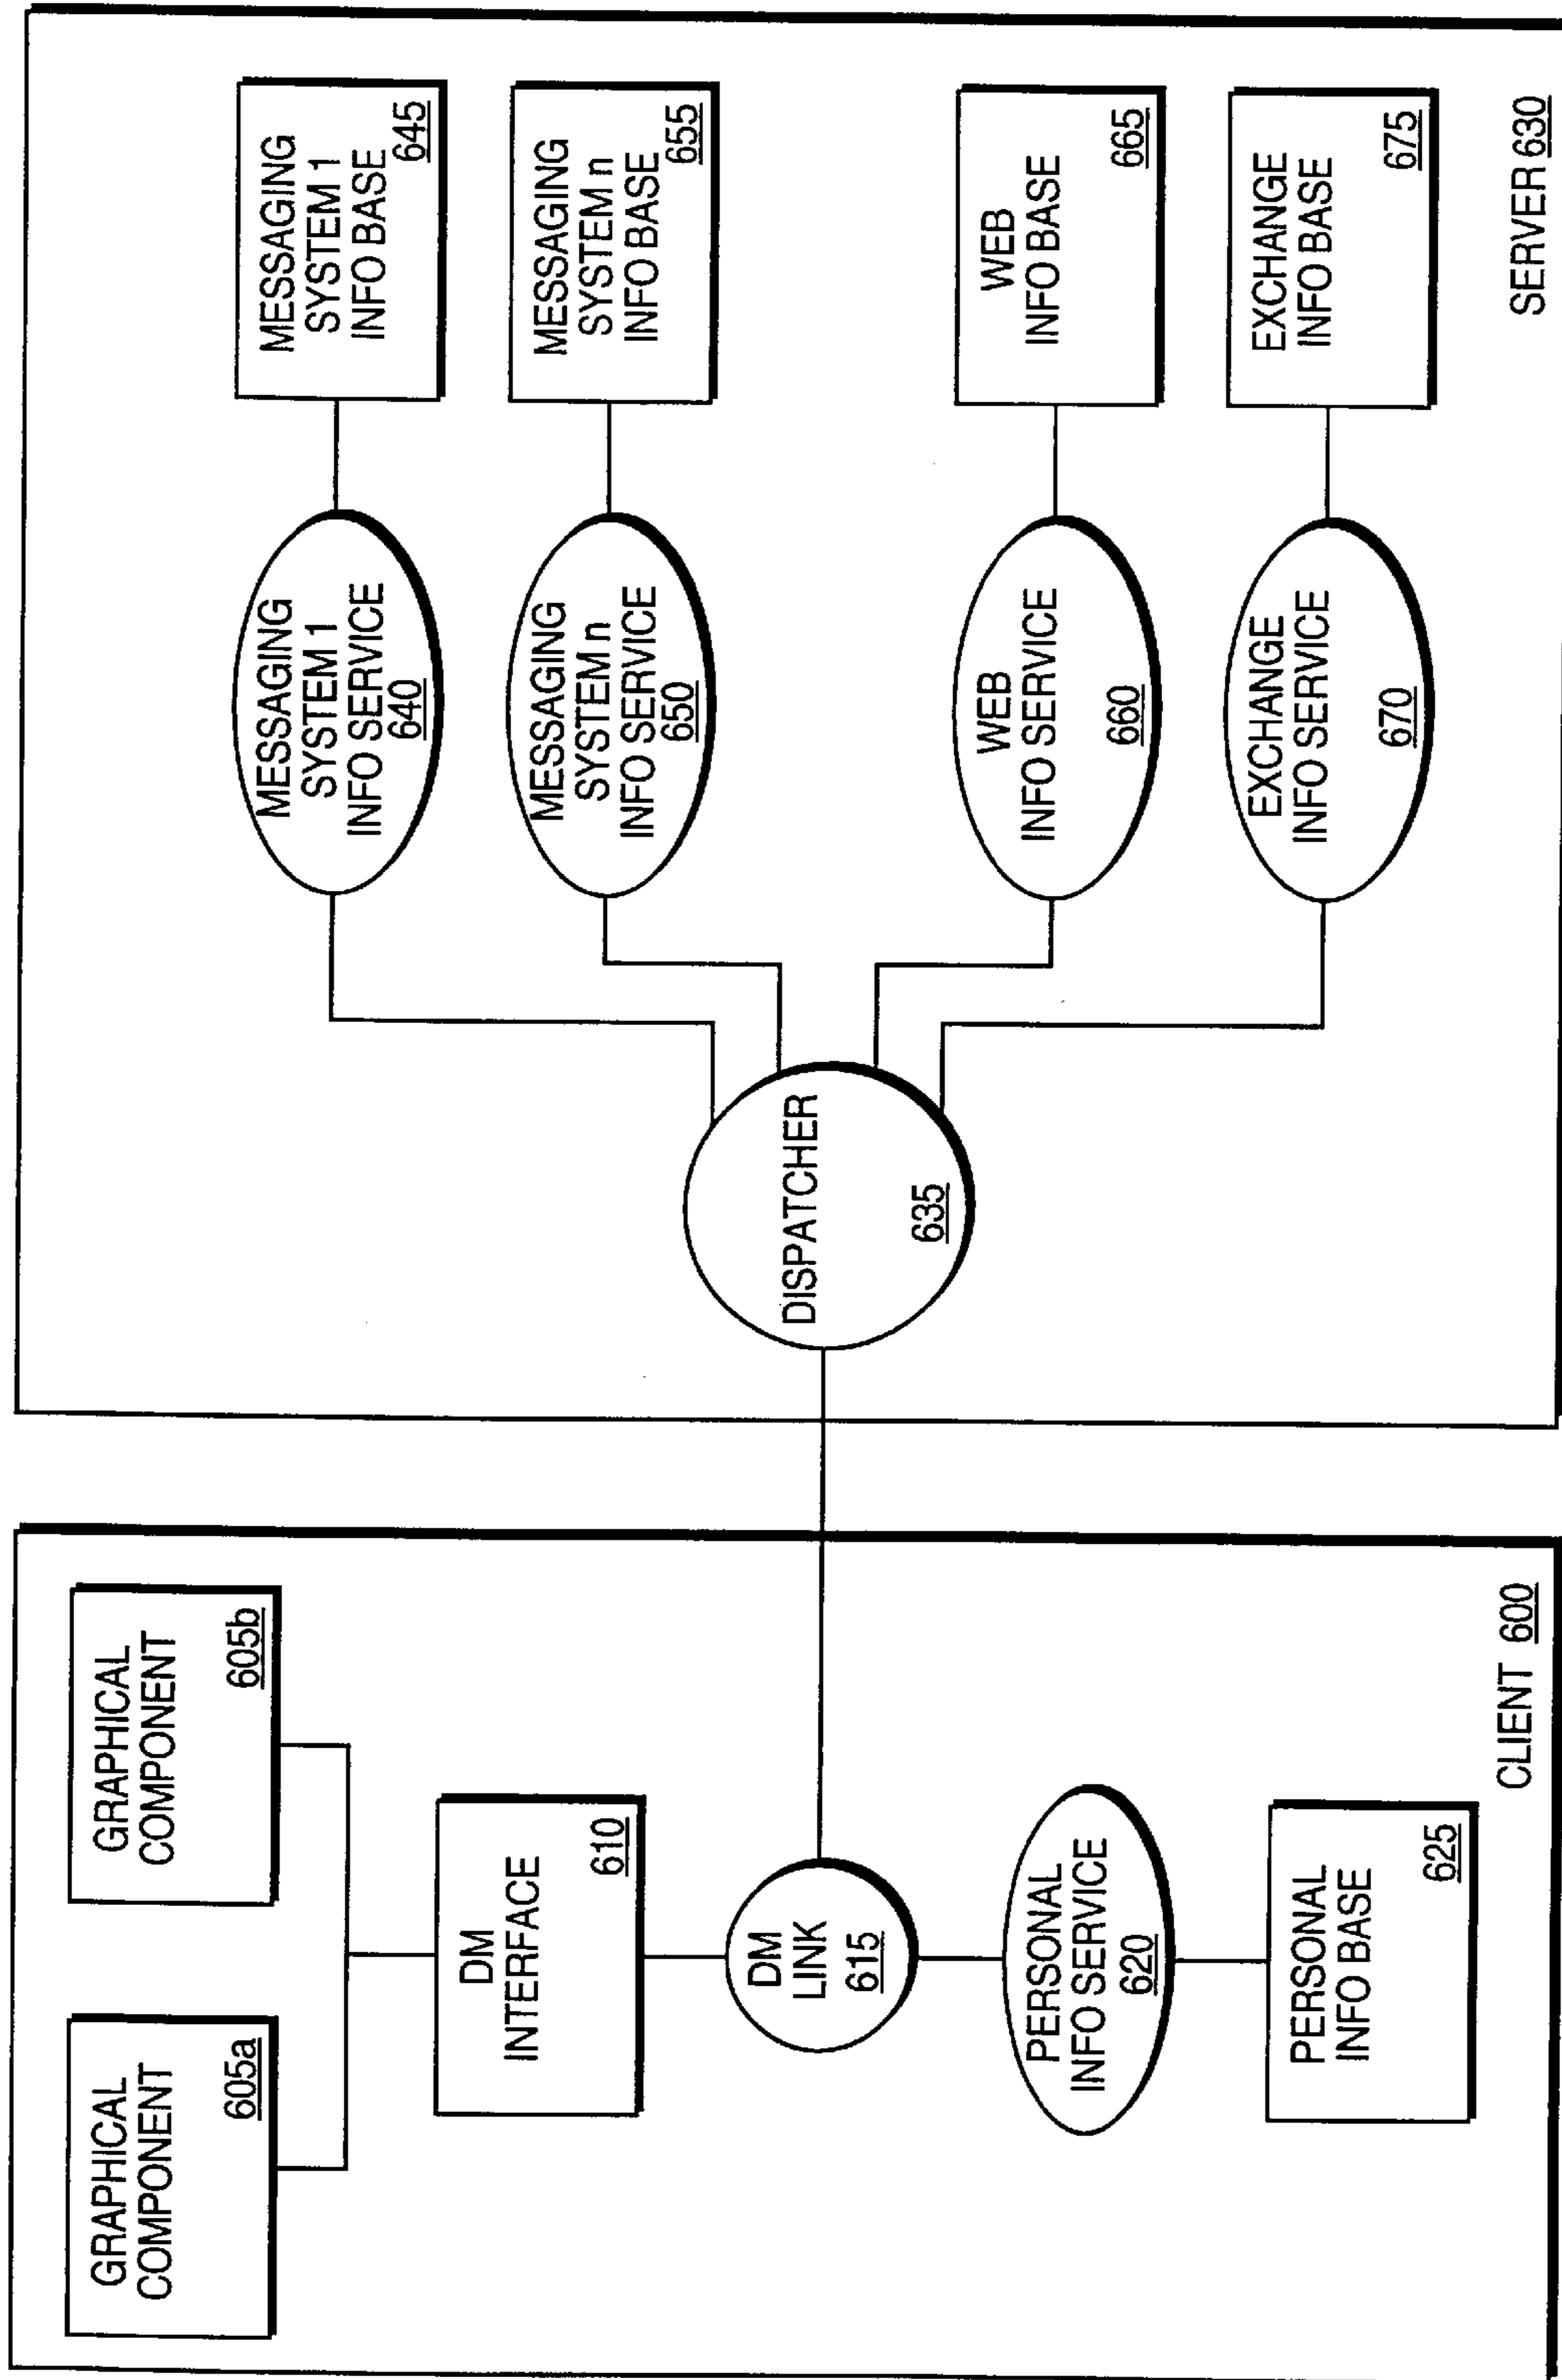 GRAPHICAL
COMPONENT
605a
GRAPHICAL
COMPONENT
605b
DM
INTERFACE
610
DM
LINK
615
PERSONAL
INFO SERVICE
620
PERSONAL
INFO BASE
625
CLIENT 600
DISPATCHER
635
MESSAGING
SYSTEM 1
INFO SERVICE
640
MESSAGING
SYSTEM 1
INFO BASE
645
MESSAGING
SYSTEM n
INFO SERVICE
650
MESSAGING
SYSTEM n
INFO BASE
655
WEB
INFO SERVICE
660
WEB
INFO BASE
665
EXCHANGE
INFO SERVICE
670
EXCHANGE
INFO BASE
675
SERVER 630